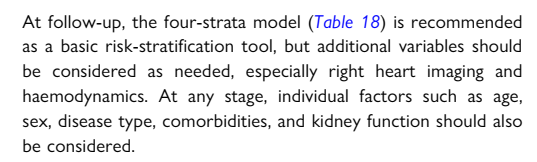 At follow-up, the four-strata model (Table 18) is recommended
as a basic risk-stratification tool, but additional variables should
be considered as needed, especially right heart imaging and
haemodynamics. At any stage, individual factors such as age,
sex, disease type, comorbidities, and kidney function should also
be considered.